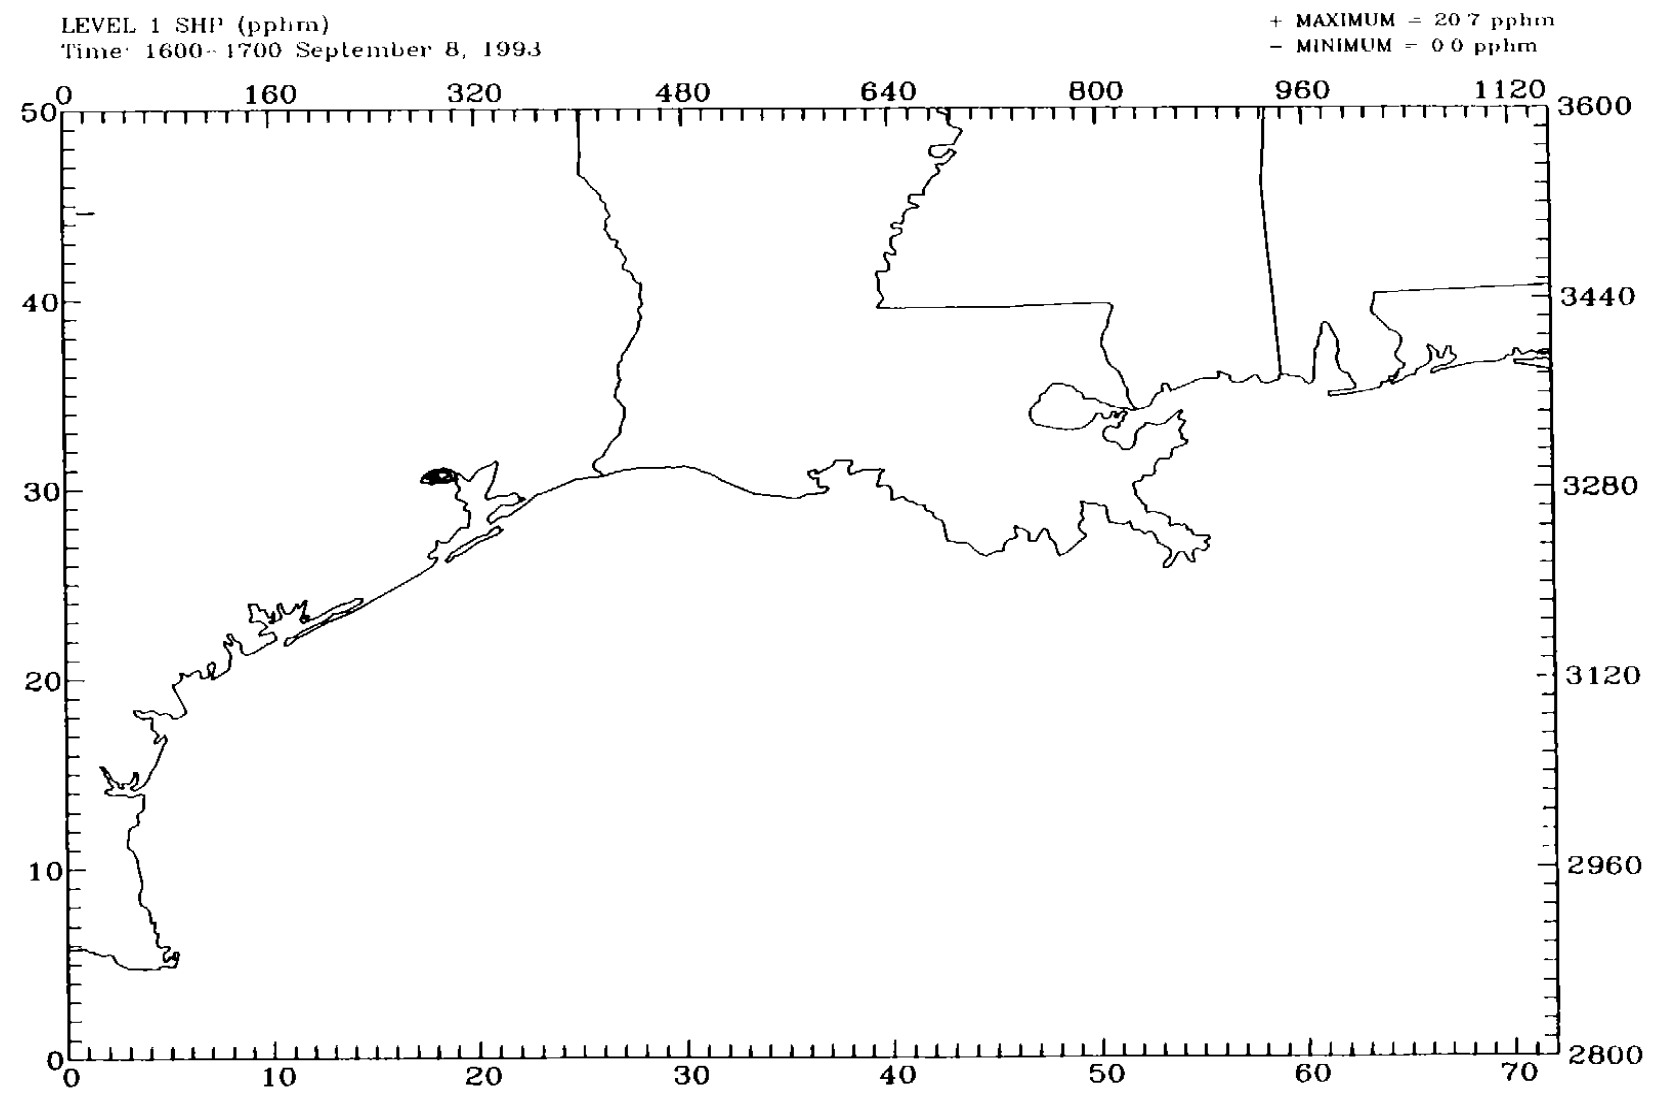 LEVEL 1 SHP (pphm)
Time: 1600-1700 September 8, 1993
+ MAXIMUM = 20.7 pphm
- MINIMUM = 0.0 pphm
0 160 320 480 640 800 960 1120
50 3600
40 3440
30 3280
20 3120
10 2960
0 2800
0 10 20 30 40 50 60 70